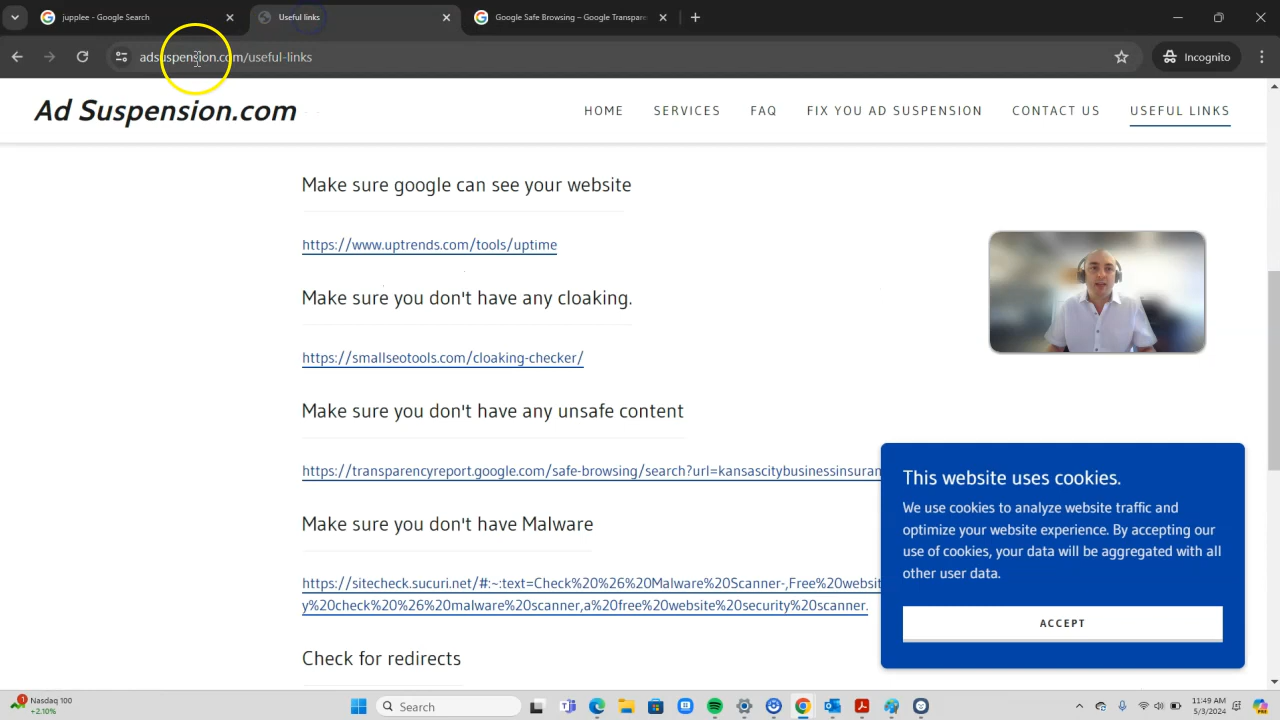 jupplee - Google Search
Useful links
Google Safe Browsing – Google Transpare
adsuspension.com/useful-links
Incognito
Ad Suspension.com
HOME
SERVICES
FAQ
FIX YOU AD SUSPENSION
CONTACT US
USEFUL LINKS
Make sure google can see your website
https://www.uptrends.com/tools/uptime
Make sure you don't have any cloaking.
https://smallseotools.com/cloaking-checker/
Make sure you don't have any unsafe content
https://transparencyreport.google.com/safe-browsing/search?url=kansascitybusinessinsuran
Make sure you don't have Malware
https://sitecheck.sucuri.net/#:~:text=Check%20%26%20Malware%20Scanner-,Free%20websit
y%20check%20%26%20malware%20scanner,a%20free%20website%20security%20scanner.
Check for redirects
This website uses cookies.
We use cookies to analyze website traffic and
optimize your website experience. By accepting our
use of cookies, your data will be aggregated with all
other user data.
ACCEPT
1
Nasdaq 100
+2.10%
Search
11:49 AM
5/3/2024